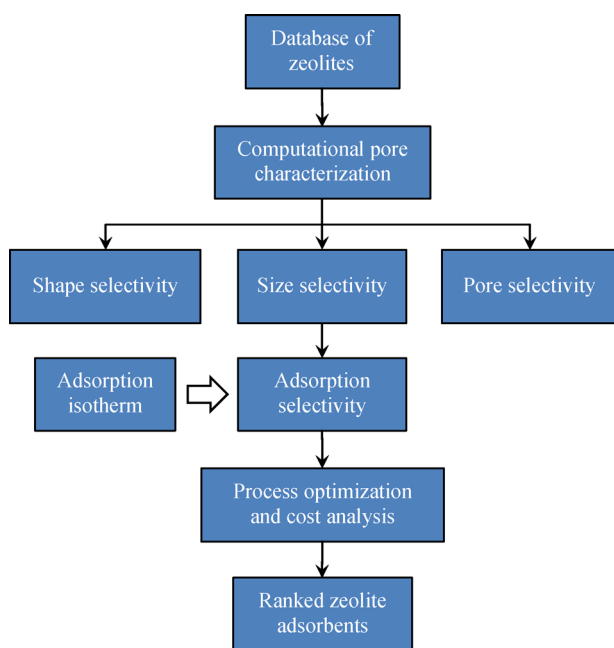 Database of
zeolites
Computational pore
characterization
Shape selectivity
Size selectivity
Pore selectivity
Adsorption
isotherm
Adsorption
selectivity
Process optimization
and cost analysis
Ranked zeolite
adsorbents